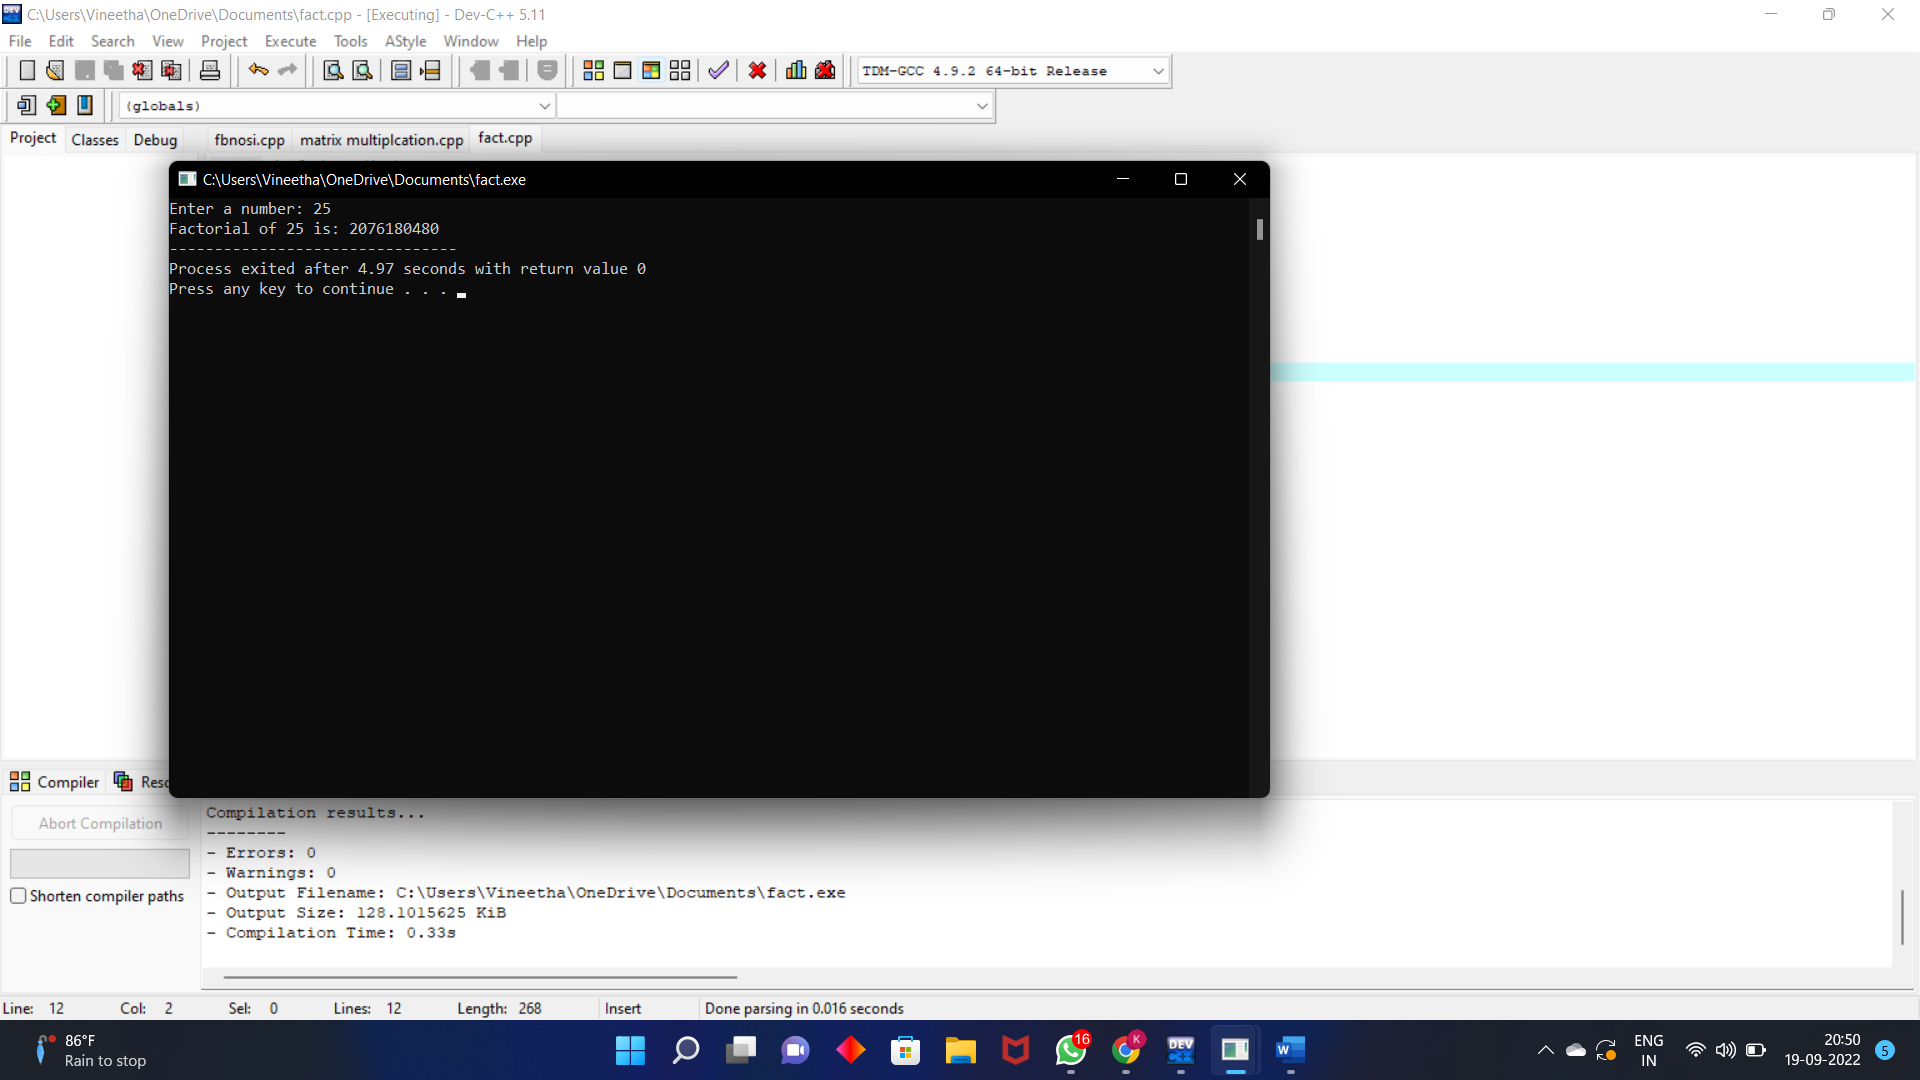 C:\Users\Vineetha\OneDrive\Documents\fact.cpp - [Executing] - Dev-C++ 5.11
File Edit Search View Project Execute Tools AStyle Window Help
TDM-GCC 4.9.2 64-bit Release
(globals)
Project Classes Debug fbnosi.cpp matrix multiplcation.cpp fact.cpp
C:\Users\Vineetha\OneDrive\Documents\fact.exe
Enter a number: 25
Factorial of 25 is: 2076180480
--------------------------------
Process exited after 4.97 seconds with return value 0
Press any key to continue . . .
Compiler Reso
Abort Compilation
Shorten compiler paths
Compilation results...
--------
- Errors: 0
- Warnings: 0
- Output Filename: C:\Users\Vineetha\OneDrive\Documents\fact.exe
- Output Size: 128.1015625 KiB
- Compilation Time: 0.33s
Line: 12 Col: 2 Sel: 0 Lines: 12 Length: 268 Insert Done parsing in 0.016 seconds
86°F
Rain to stop
16
K
DEV C++
W
ENG
IN
20:50
19-09-2022
5